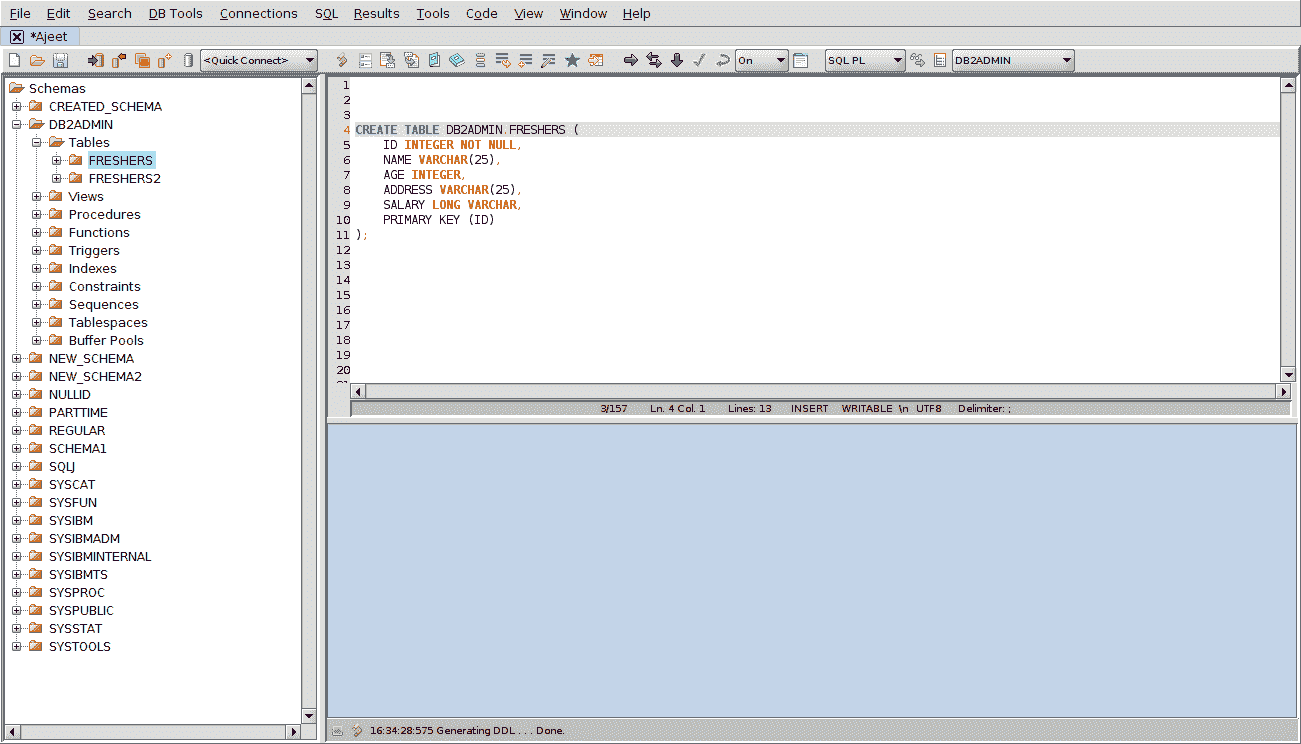 File Edit Search DB Tools Connections SQL Results Tools Code View Window Help
*Ajeet
<Quick Connect> On SQL PL DB2ADMIN
Schemas
CREATED_SCHEMA
DB2ADMIN
Tables
FRESHERS
FRESHERS2
Views
Procedures
Functions
Triggers
Indexes
Constraints
Sequences
Tablespaces
Buffer Pools
NEW_SCHEMA
NEW_SCHEMA2
NULLID
PARTTIME
REGULAR
SCHEMA1
SQLJ
SYSCAT
SYSFUN
SYSIBM
SYSIBMADM
SYSIBMINTERNAL
SYSIBMTS
SYSPROC
SYSPUBLIC
SYSSTAT
SYSTOOLS
1
2
3
4 CREATE TABLE DB2ADMIN.FRESHERS (
5 ID INTEGER NOT NULL,
6 NAME VARCHAR(25),
7 AGE INTEGER,
8 ADDRESS VARCHAR(25),
9 SALARY LONG VARCHAR,
10 PRIMARY KEY (ID)
11 );
12
13
14
15
16
17
18
19
20
3/157 Ln. 4 Col. 1 Lines: 13 INSERT WRITABLE \n UTF8 Delimiter: ;
16:34:28:575 Generating DDL . . . Done.